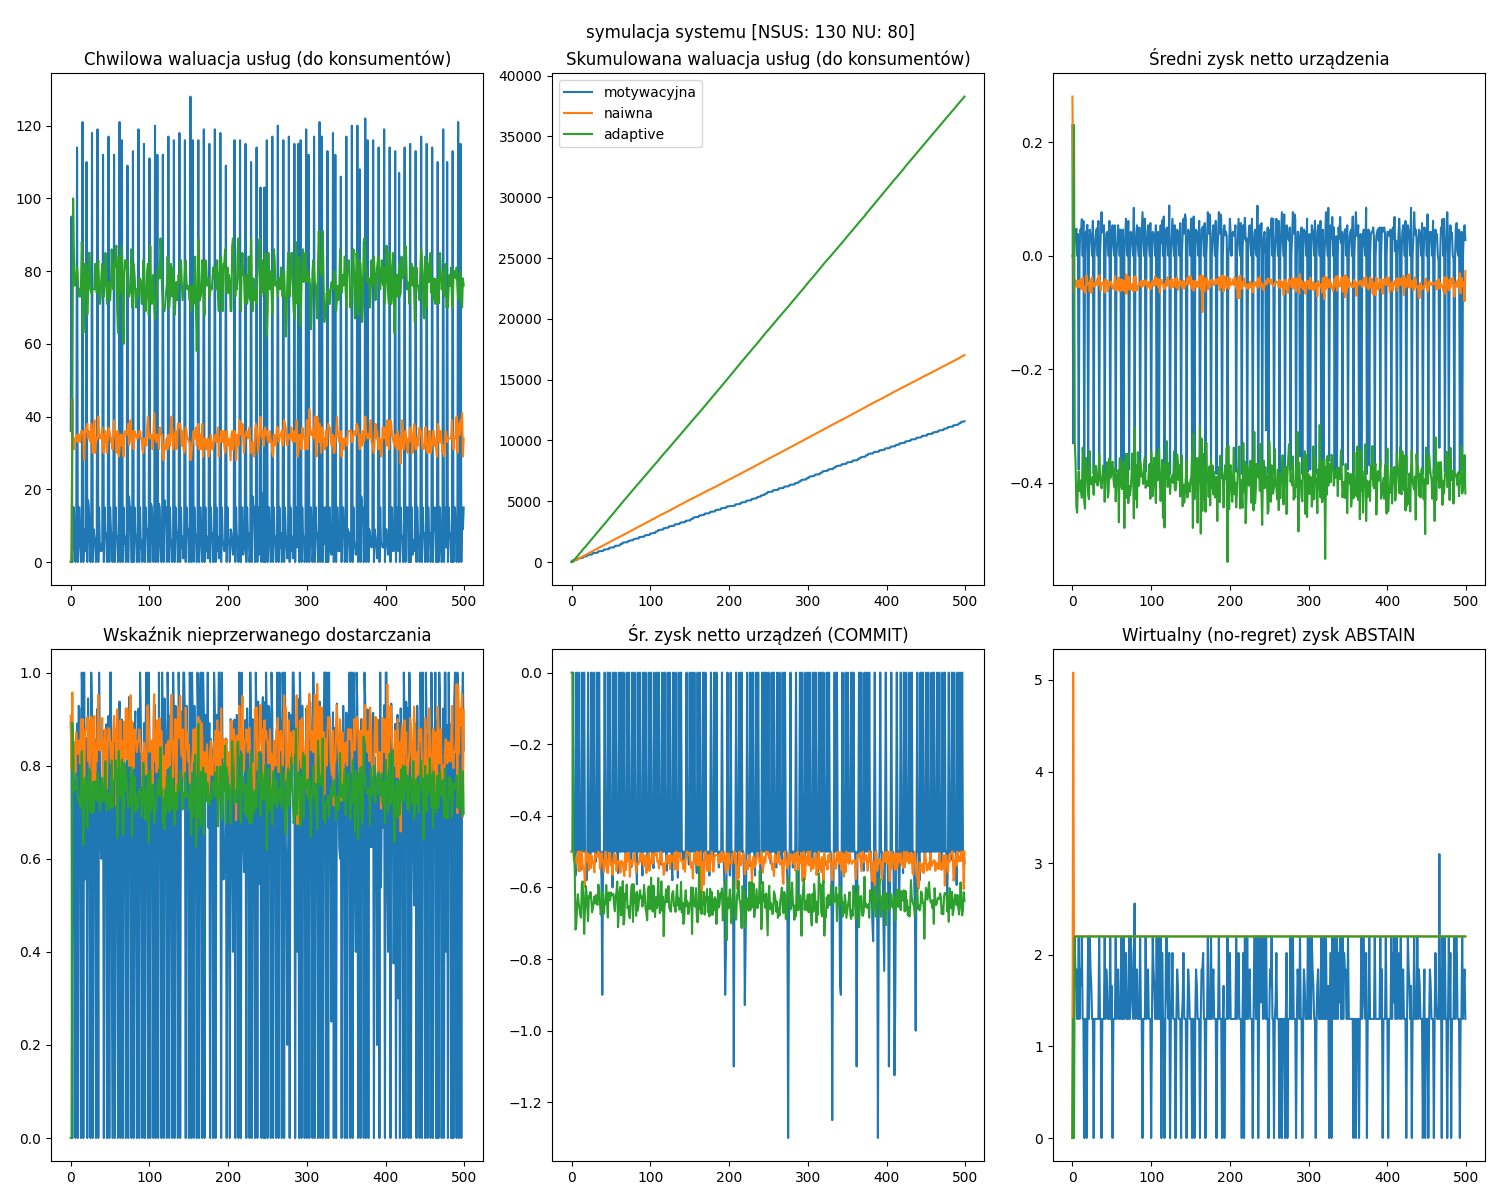 symulacja systemu [NSUS: 130 NU: 80]
Chwilowa waluacja usług (do konsumentów)
120
100
80
60
40
20
0
0 100 200 300 400 500
Skumulowana waluacja usług (do konsumentów)
motywacyjna
naiwna
adaptive
40000
35000
30000
25000
20000
15000
10000
5000
0
0 100 200 300 400 500
Średni zysk netto urządzenia
0.2
0.0
−0.2
−0.4
0 100 200 300 400 500
Wskaźnik nieprzerwanego dostarczania
1.0
0.8
0.6
0.4
0.2
0.0
0 100 200 300 400 500
Śr. zysk netto urządzeń (COMMIT)
0.0
−0.2
−0.4
−0.6
−0.8
−1.0
−1.2
0 100 200 300 400 500
Wirtualny (no-regret) zysk ABSTAIN
5
4
3
2
1
0
0 100 200 300 400 500